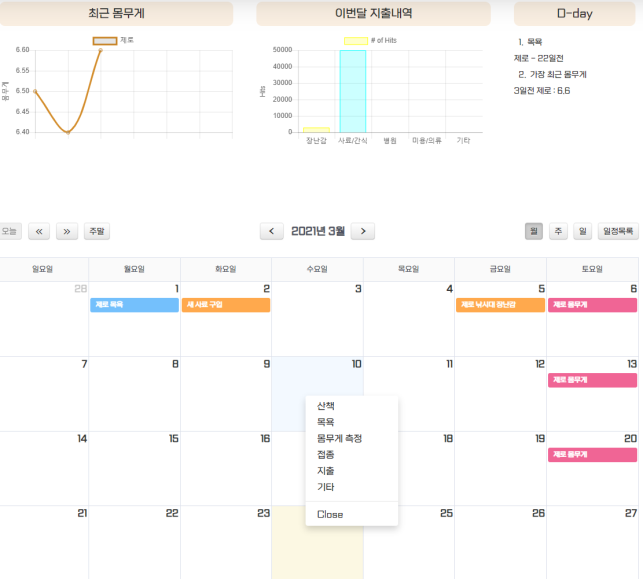 최근 몸무게
이번달 지출내역
D-day
제로
6.60
6.55
6.50
6.45
6.40
몸무게
# of Hits
50000
40000
30000
20000
10000
0
Hits
장난감 사료/간식 병원 미용/의류 기타
1. 목욕
제로 - 22일전
2. 가장 최근 몸무게
3일전 제로 : 6.6
오늘 « » 주말
< 2021년 3월 >
월 주 일 일정목록
일요일 월요일 화요일 수요일 목요일 금요일 토요일
28 1 2 3 4 5 6
제로 목욕 새 사료 구입 제로 낚시대 장난감 제로 몸무게
7 8 9 10 11 12 13
제로 몸무게
산책
목욕
몸무게 측정
접종
지출
기타
Close
14 15 16 18 19 20
제로 몸무게
21 22 23 25 26 27